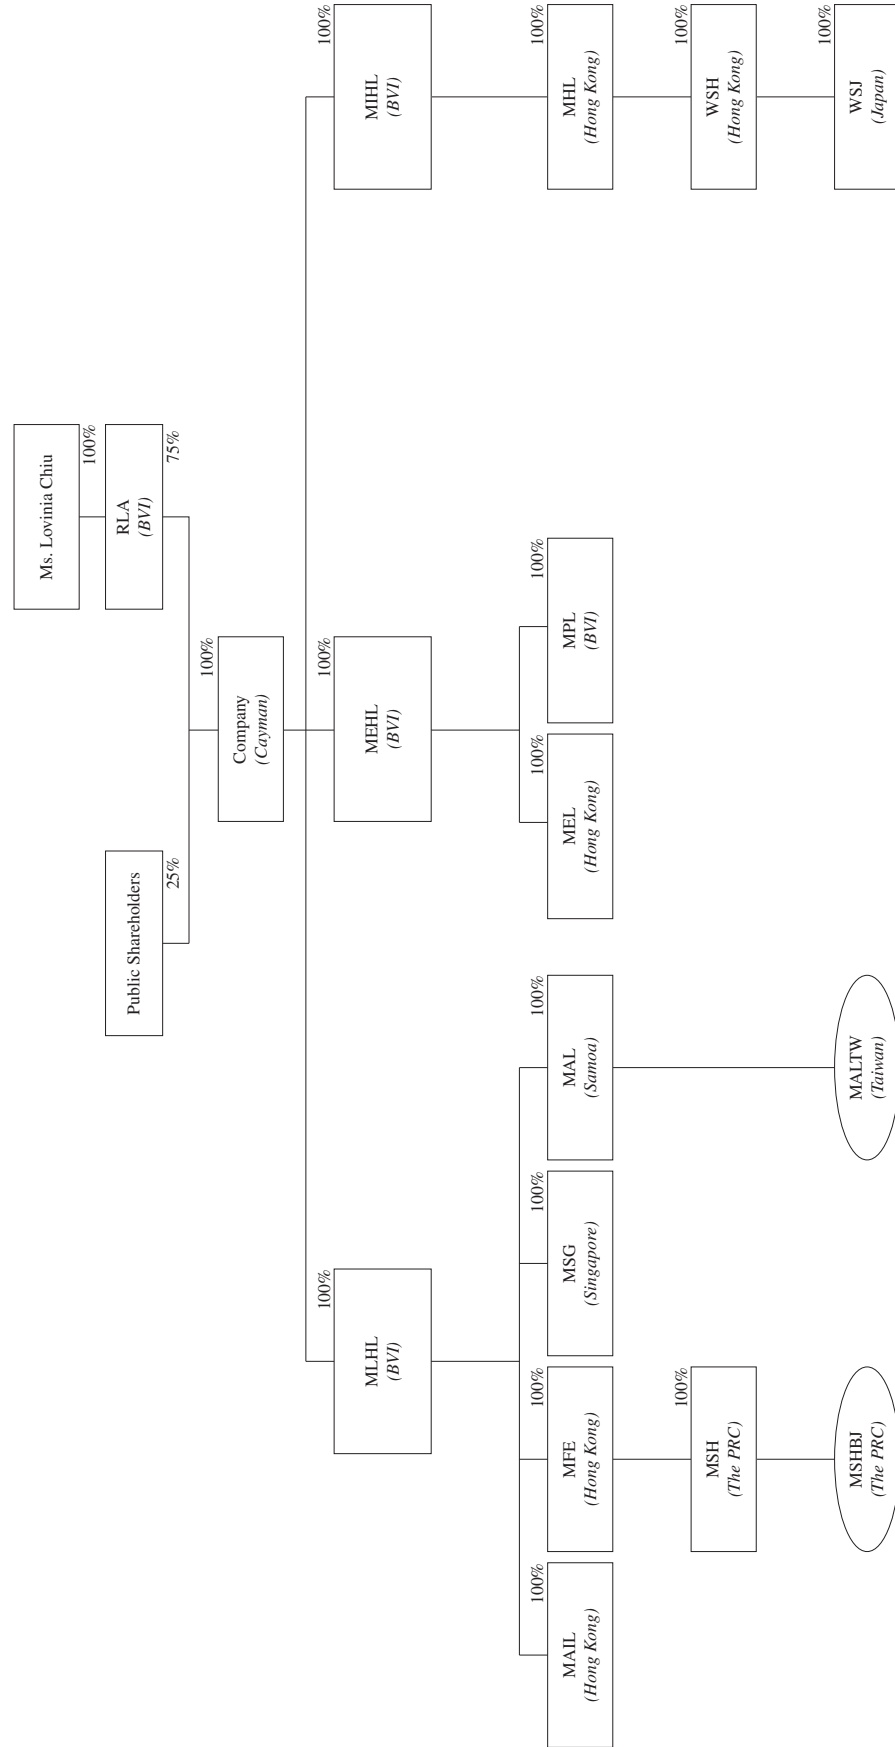 Ms. Lovinia Chiu
100%
Public Shareholders
RLA
(BVI)
25%
75%
100%
Company
(Cayman)
100%
MLHL
(BVI)
100%
MEHL
(BVI)
100%
MIHL
(BVI)
100%
MAIL
(Hong Kong)
100%
MFE
(Hong Kong)
100%
MSG
(Singapore)
100%
MAL
(Samoa)
100%
MEL
(Hong Kong)
100%
MPL
(BVI)
100%
MHL
(Hong Kong)
100%
MSH
(The PRC)
100%
WSH
(Hong Kong)
MSHBJ
(The PRC)
MALTW
(Taiwan)
100%
WSJ
(Japan)